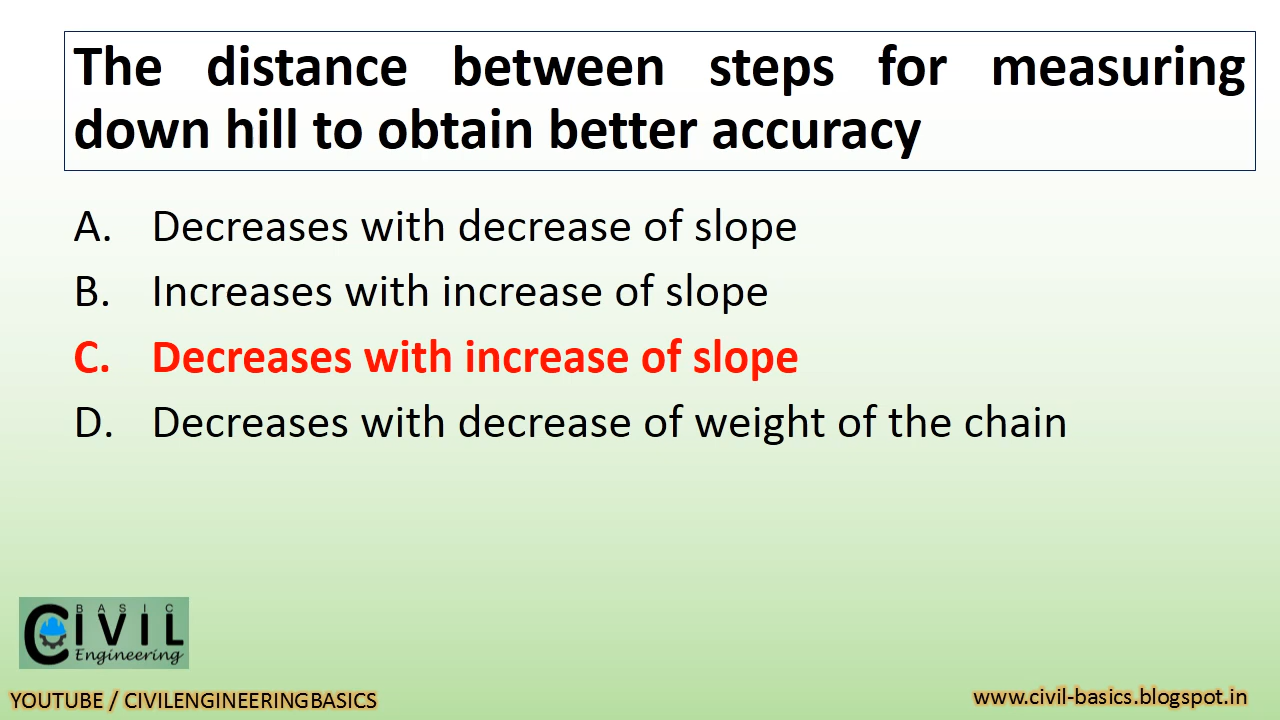 The distance between steps for measuring
down hill to obtain better accuracy
A. Decreases with decrease of slope
B. Increases with increase of slope
C. Decreases with increase of slope
D. Decreases with decrease of weight of the chain
BASIC
CIVIL
Engineering
YOUTUBE / CIVILENGINEERINGBASICS
www.civil-basics.blogspot.in